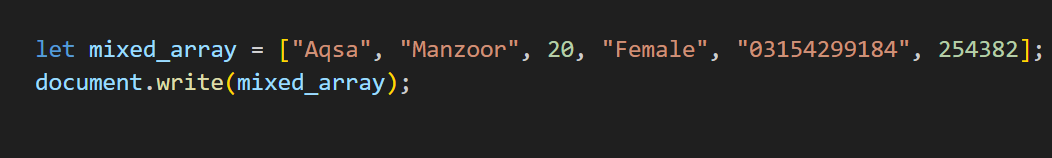 let mixed_array = ["Aqsa", "Manzoor", 20, "Female", "03154299184", 254382];
document.write(mixed_array);